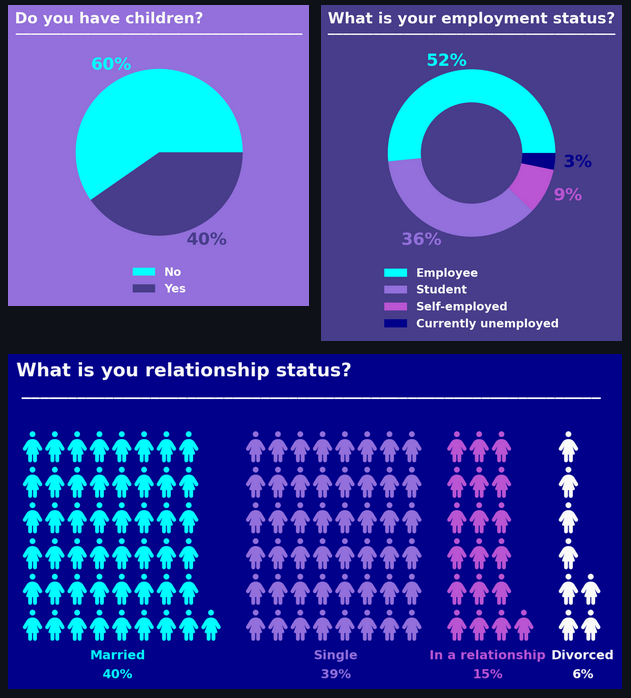 Do you have children?
60%
40%
No
Yes
What is your employment status?
52%
3%
9%
36%
Employee
Student
Self-employed
Currently unemployed
What is you relationship status?
Married
40%
Single
39%
In a relationship
15%
Divorced
6%